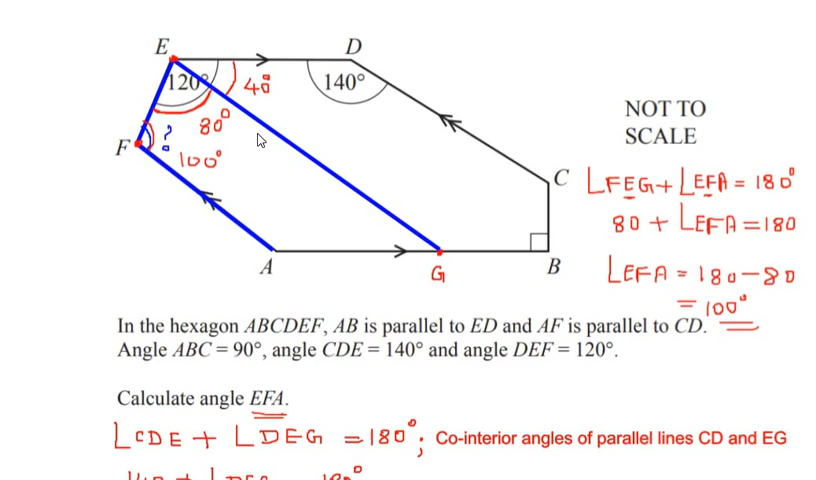 E
D
120°
40°
140°
80°
F
?
100°
A
G
B
C
NOT TO
SCALE
∠FEG + ∠EFA = 180°
80 + ∠EFA = 180
∠EFA = 180 - 80
= 100°
In the hexagon ABCDEF, AB is parallel to ED and AF is parallel to CD.
Angle ABC = 90°, angle CDE = 140° and angle DEF = 120°.
Calculate angle EFA.
∠CDE + ∠DEG = 180°; Co-interior angles of parallel lines CD and EG